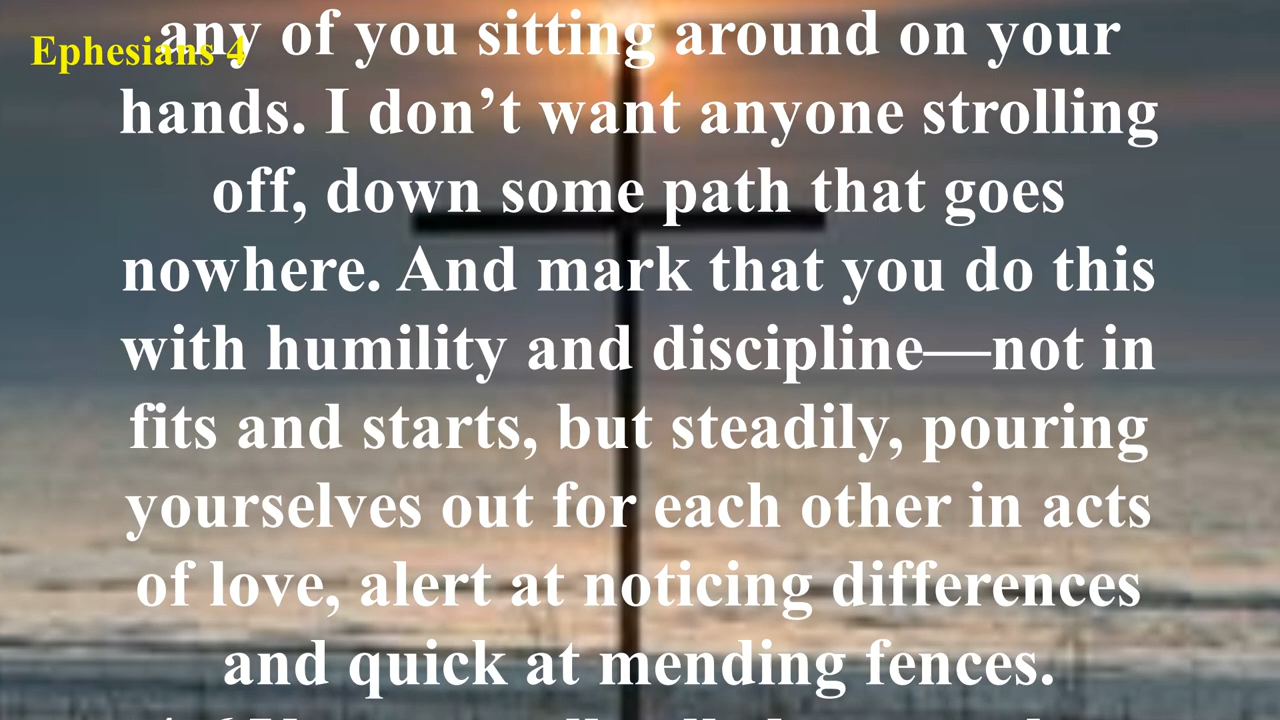 Ephesians 4
any of you sitting around on your
hands. I don’t want anyone strolling
off, down some path that goes
nowhere. And mark that you do this
with humility and discipline—not in
fits and starts, but steadily, pouring
yourselves out for each other in acts
of love, alert at noticing differences
and quick at mending fences.